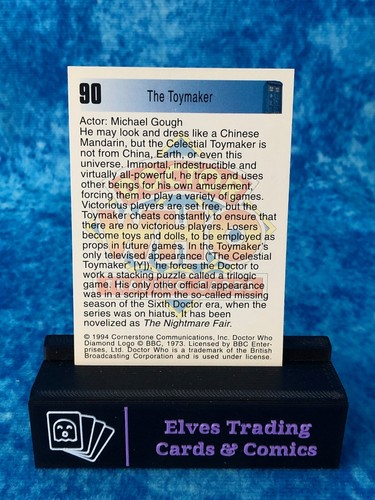 90
The Toymaker
Actor: Michael Gough
He may look and dress like a Chinese
Mandarin, but the Celestial Toymaker is
not from China, Earth, or even this
universe. Immortal, indestructible and
virtually all-powerful, he traps and uses
other beings for his own amusement,
forcing them to play a variety of games.
Victorious players are set free, but the
Toymaker cheats constantly to ensure that
there are no victorious players. Losers
become toys and dolls, to be employed as
props in future games. In the Toymaker's
only televised appearance (The Celestial
Toymaker [Y]), he forces the Doctor to
work a stacking puzzle called a trilogic
game. His only other official appearance
was in a script from the so-called missing
season of the Sixth Doctor era, when the
series was on hiatus. It has been
novelized as The Nightmare Fair.
© 1994 Cornerstone Communications, Inc. Doctor Who
Diamond Logo © BBC, 1973. Licensed by BBC Enter-
prises, Ltd. Doctor Who is a trademark of the British
Broadcasting Corporation and is used under license.
Elves Trading
Cards & Comics